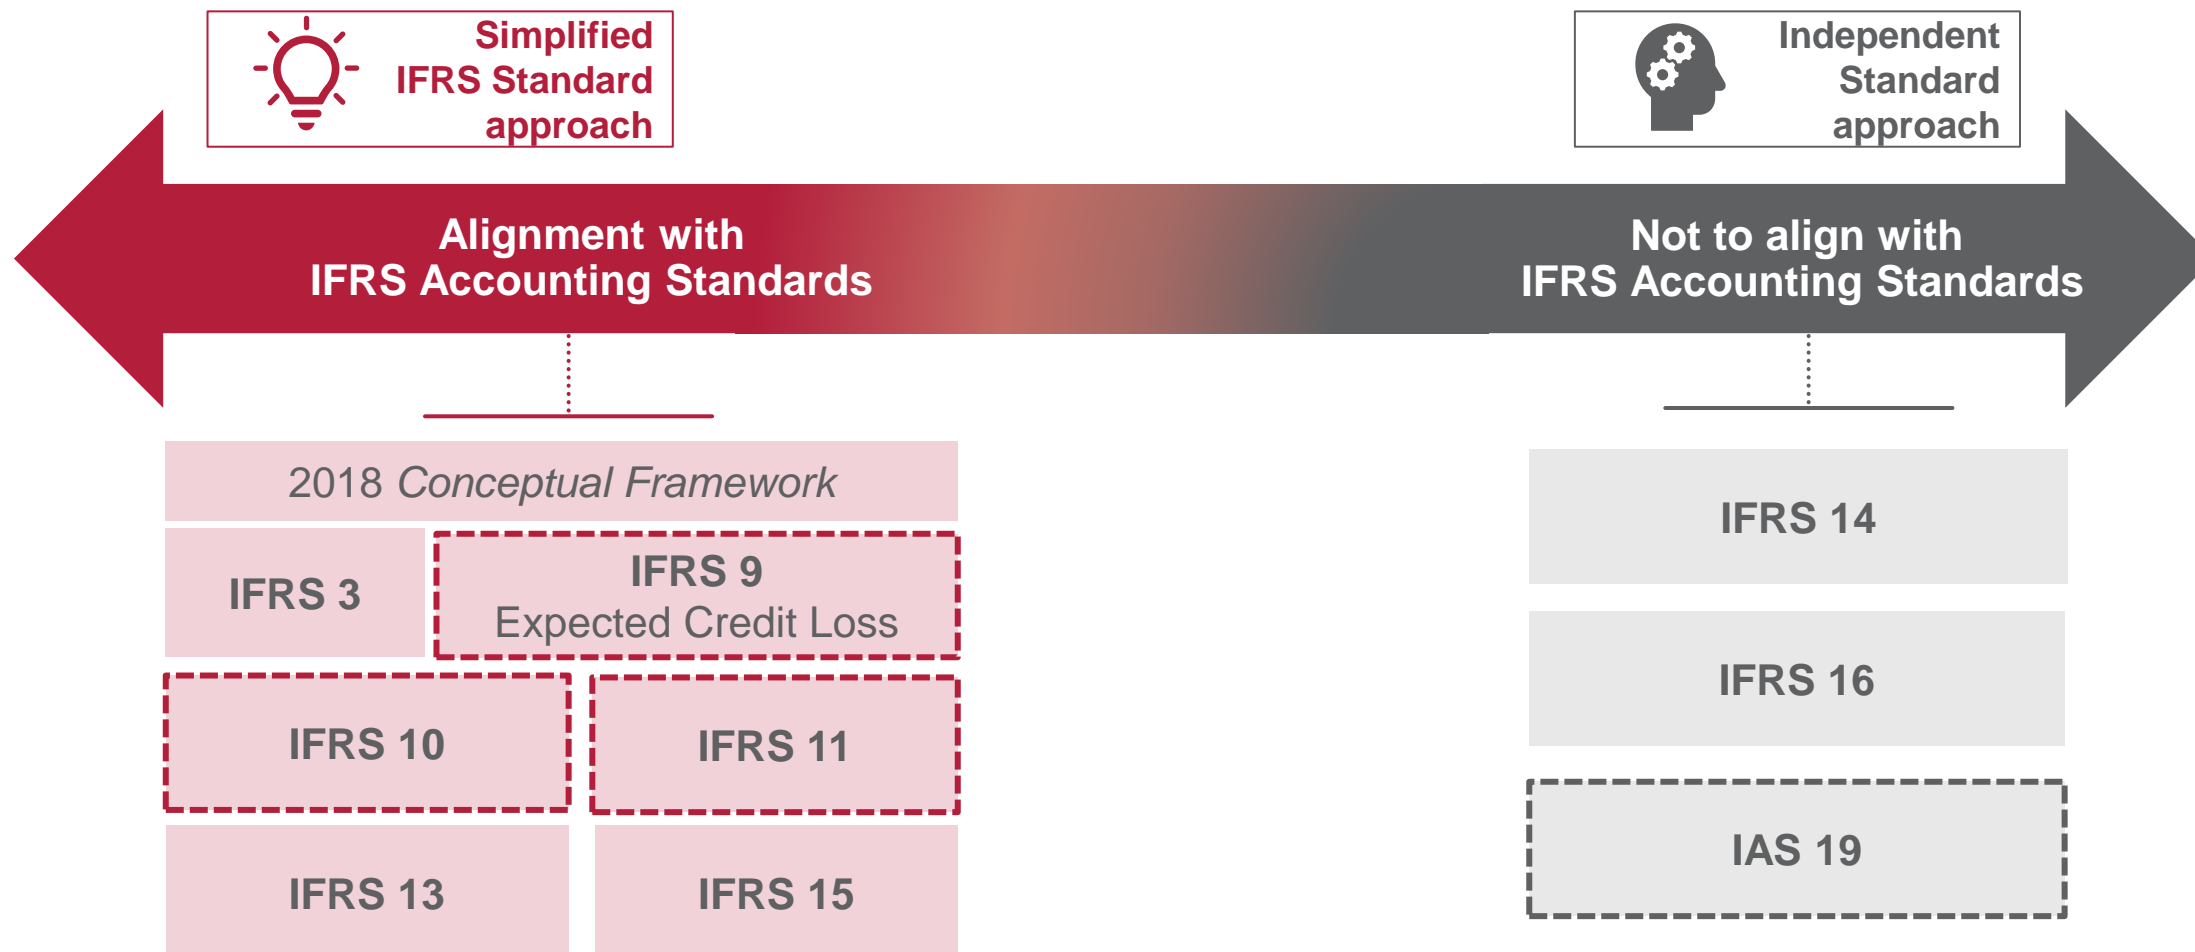 Simplified
IFRS Standard
approach
Independent
Standard
approach
Alignment with
IFRS Accounting Standards
Not to align with
IFRS Accounting Standards
2018 Conceptual Framework
IFRS 3
IFRS 9
Expected Credit Loss
IFRS 10
IFRS 11
IFRS 13
IFRS 15
IFRS 14
IFRS 16
IAS 19